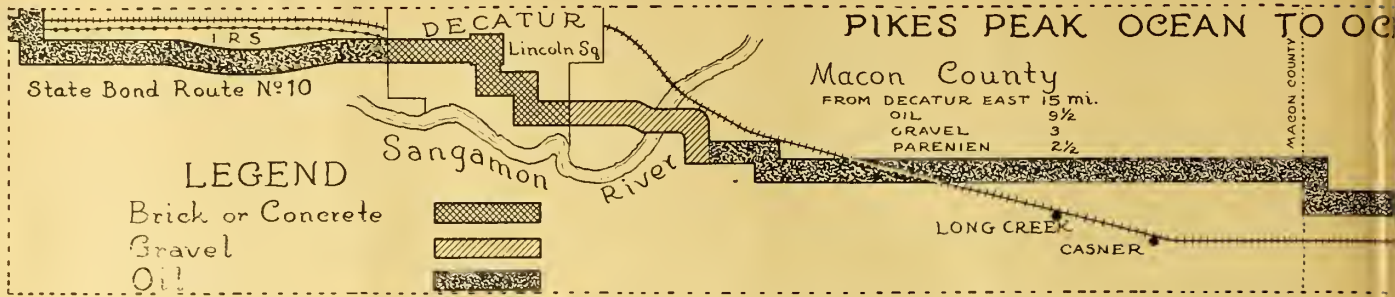 DECATUR
Lincoln Sq
IRS
State Bond Route Nº10
PIKES PEAK OCEAN TO OC
Macon County
FROM DECATUR EAST 15 mi.
OIL 9½
GRAVEL 3
PARENIEN 2½
MACON COUNTY
Sangamon River
LONG CREEK
CASNER
LEGEND
Brick or Concrete
Gravel
Oil